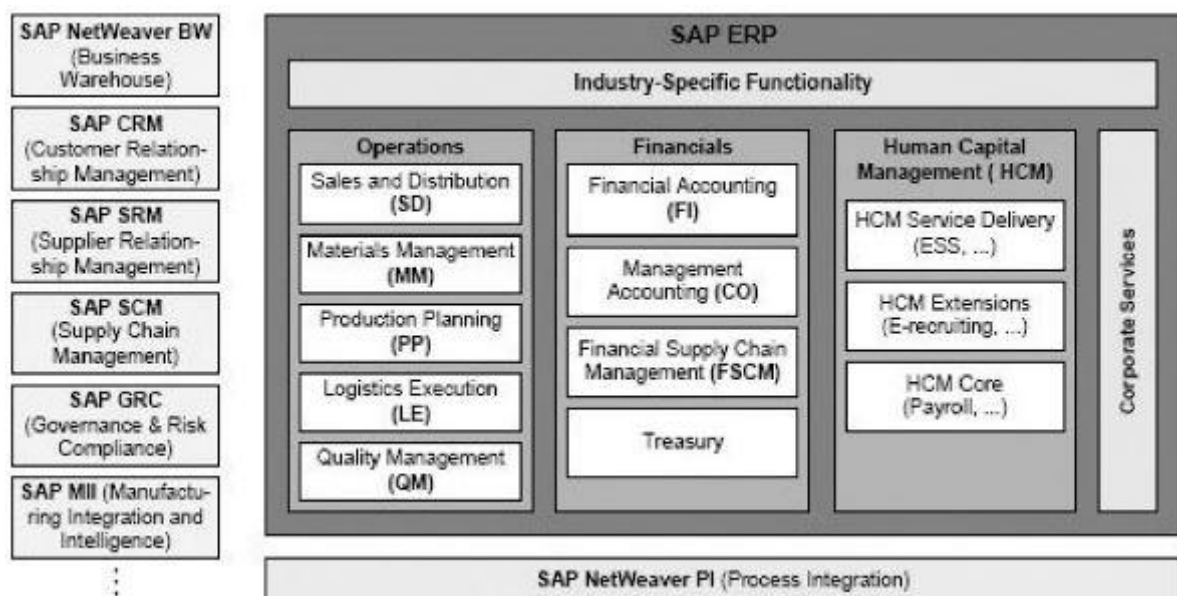 SAP NetWeaver BW
(Business
Warehouse)
SAP CRM
(Customer Relation-
ship Management)
SAP SRM
(Supplier Relation-
ship Management)
SAP SCM
(Supply Chain
Management)
SAP GRC
(Governance & Risk
Compliance)
SAP MII (Manufactu-
ring Integration and
Intelligence)
SAP ERP
Industry-Specific Functionality
Operations
Sales and Distribution
(SD)
Materials Management
(MM)
Production Planning
(PP)
Logistics Execution
(LE)
Quality Management
(QM)
Financials
Financial Accounting
(FI)
Management
Accounting (CO)
Financial Supply Chain
Management (FSCM)
Treasury
Human Capital
Management ( HCM)
HCM Service Delivery
(ESS, ...)
HCM Extensions
(E-recruiting, ...)
HCM Core
(Payroll, ...)
Corporate Services
SAP NetWeaver PI (Process Integration)